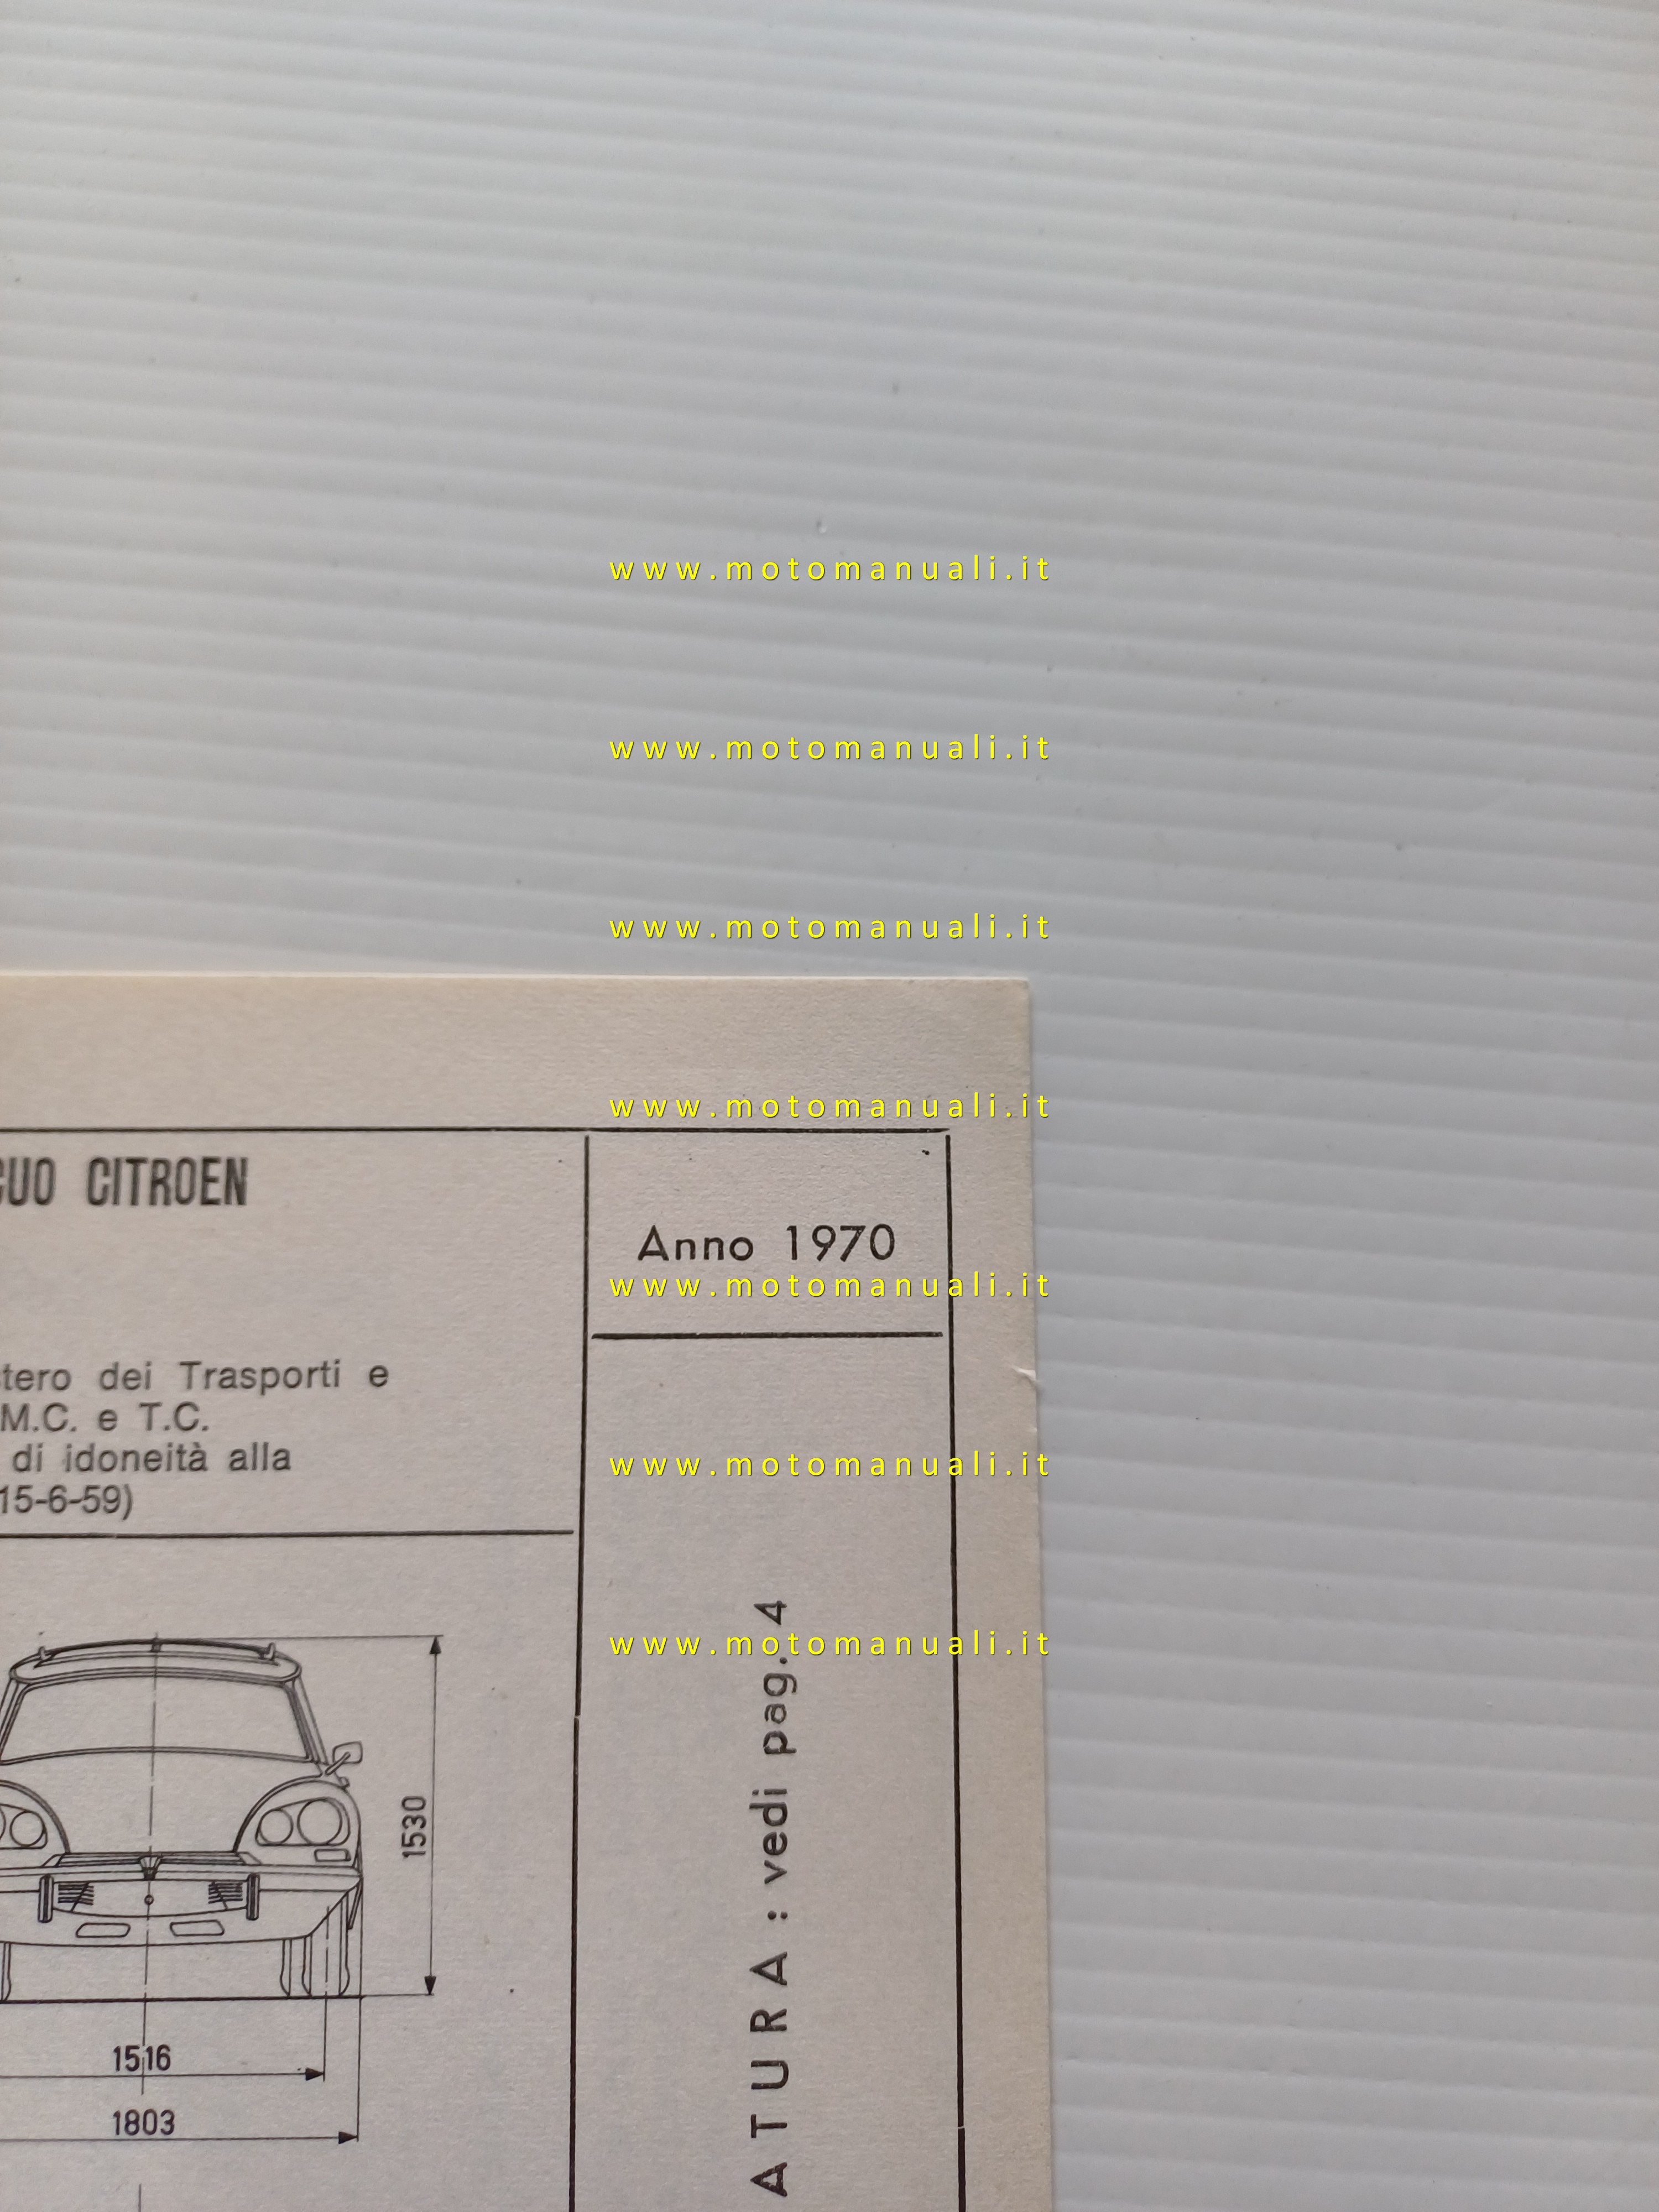 www.motomanuali.it
www.motomanuali.it
www.motomanuali.it
www.motomanuali.it
CITROEN
Anno 1970
www.motomanuali.it
dei Trasporti e
M.C. e T.C.
di idoneità alla
15-6-59)
www.motomanuali.it
www.motomanuali.it
ATURA : vedi pag. 4
1530
1516
1803